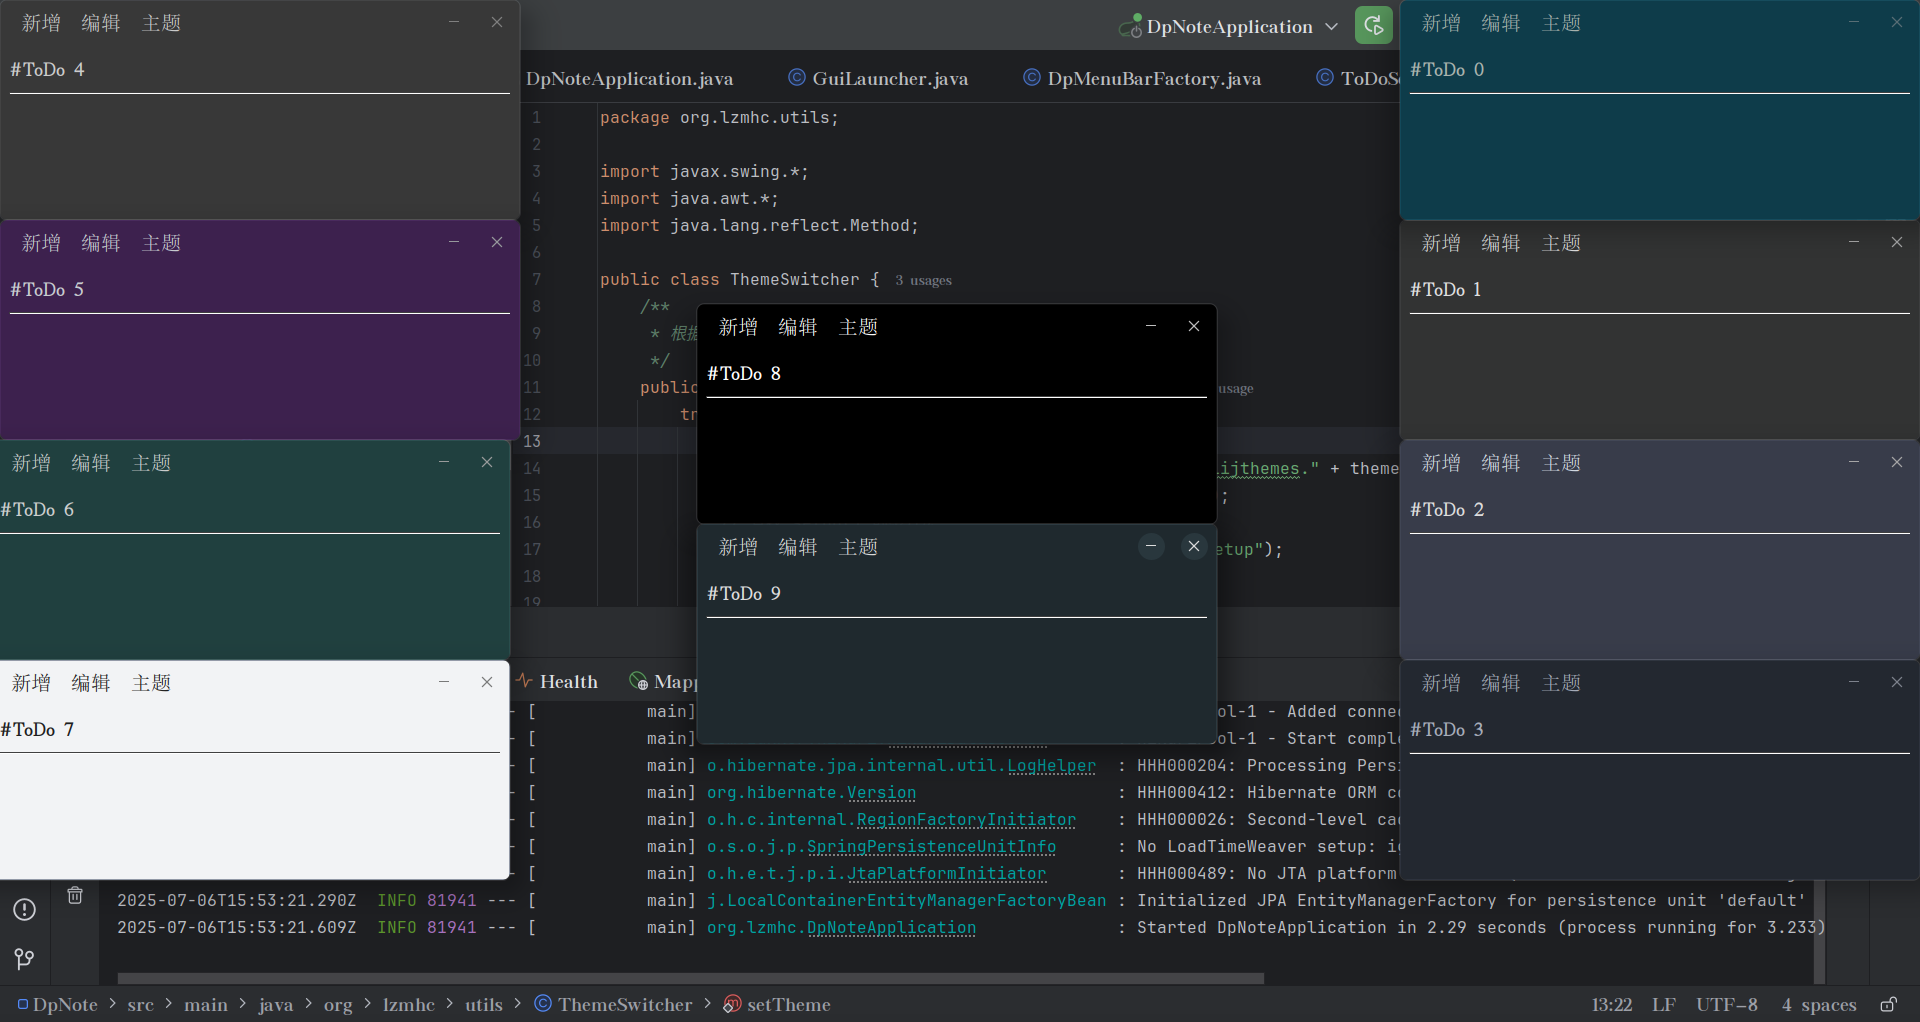 新增 编辑 主题
#ToDo 4
新增 编辑 主题
#ToDo 5
新增 编辑 主题
#ToDo 6
新增 编辑 主题
#ToDo 7
DpNoteApplication
DpNoteApplication.java GuiLauncher.java DpMenuBarFactory.java ToDoS
1 package org.lzmhc.utils;
2
3 import javax.swing.*;
4 import java.awt.*;
5 import java.lang.reflect.Method;
6
7 public class ThemeSwitcher { 3 usages
8 /**
9 * 根据
10 */
11 public usage
12 tr
13
14 ijthemes." + theme
15 ;
16
17 etup");
18
19
新增 编辑 主题
#ToDo 8
新增 编辑 主题
#ToDo 9
新增 编辑 主题
#ToDo 0
新增 编辑 主题
#ToDo 1
新增 编辑 主题
#ToDo 2
新增 编辑 主题
#ToDo 3
Health Mapp
- [ main] ol-1 - Added conne
- [ main] ol-1 - Start compl
- [ main] o.hibernate.jpa.internal.util.LogHelper : HHH000204: Processing Pers
- [ main] org.hibernate.Version : HHH000412: Hibernate ORM c
- [ main] o.h.c.internal.RegionFactoryInitiator : HHH000026: Second-level ca
- [ main] o.s.o.j.p.SpringPersistenceUnitInfo : No LoadTimeWeaver setup: i
- [ main] o.h.e.t.j.p.i.JtaPlatformInitiator : HHH000489: No JTA platform
2025-07-06T15:53:21.290Z INFO 81941 --- [ main] j.LocalContainerEntityManagerFactoryBean : Initialized JPA EntityManagerFactory for persistence unit 'default'
2025-07-06T15:53:21.609Z INFO 81941 --- [ main] org.lzmhc.DpNoteApplication : Started DpNoteApplication in 2.29 seconds (process running for 3.233)
DpNote > src > main > java > org > lzmhc > utils > ThemeSwitcher > setTheme 13:22 LF UTF-8 4 spaces